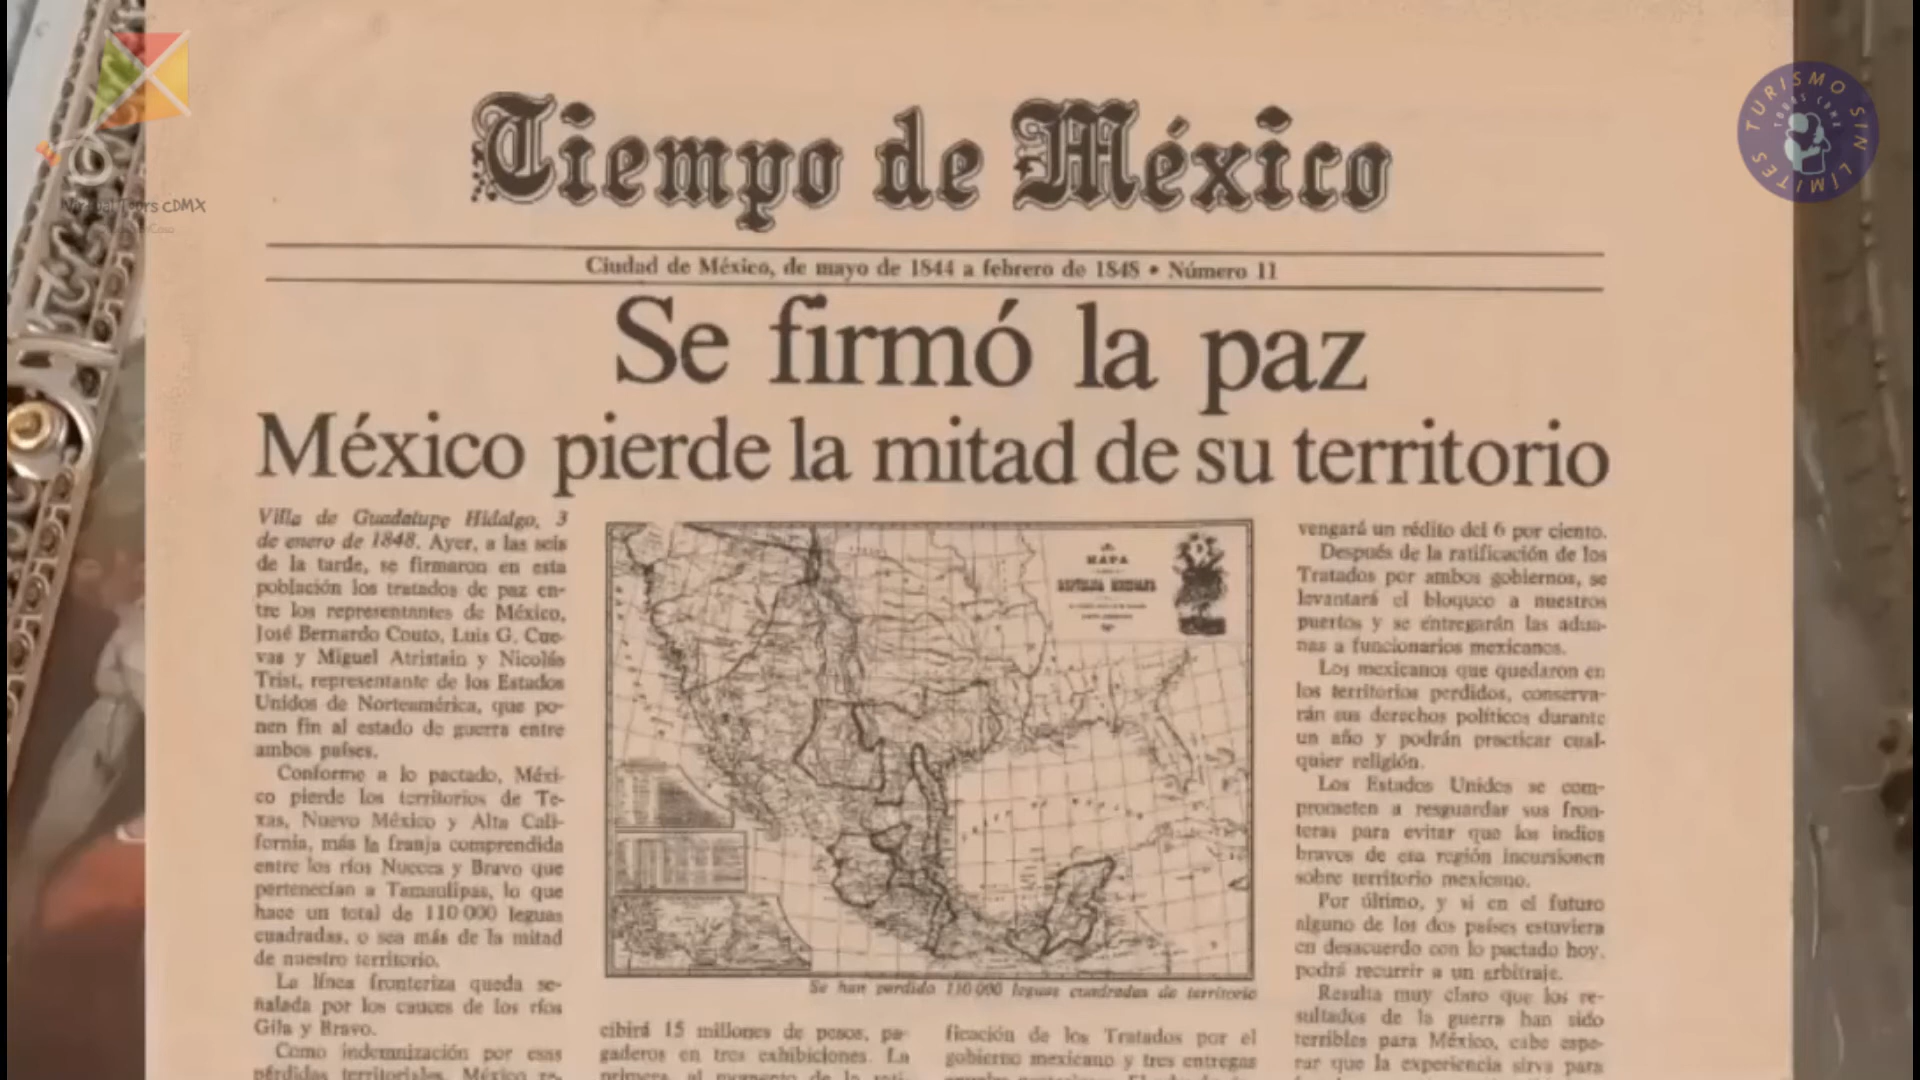 Tiempo de México
Ciudad de México, de mayo de 1844 a febrero de 1848 • Número 11
Se firmó la paz
México pierde la mitad de su territorio
Villa de Guadalupe Hidalgo, 3
de enero de 1848. Ayer, a las seis
de la tarde, se firmaron en esta
población los tratados de paz en-
tre los representantes de México,
José Bernardo Couto, Luis G. Cue-
vas y Miguel Atristain y Nicolás
Trist, representante de los Estados
Unidos de Norteamérica, que po-
nen fin al estado de guerra entre
ambos países.
Conforme a lo pactado, Méxi-
co pierde los territorios de Te-
xas, Nuevo México y Alta Cali-
fornia, más la franja comprendida
entre los ríos Nueces y Bravo que
pertenecían a Tamaulipas, lo que
hace un total de 110 000 leguas
cuadradas, o sea más de la mitad
de nuestro territorio.
La línea fronteriza queda se-
ñalada por los cauces de los ríos
Gila y Bravo.
Como indemnización por esas
pérdidas territoriales, México re-
MAPA
Se han perdido 110 000 leguas cuadradas de territorio
cibirá 15 millones de pesos, pa-
gaderos en tres exhibiciones. La
primera, al momento de la rati-
ficación de los Tratados por el
gobierno mexicano y tres entregas
vengará un rédito del 6 por ciento.
Después de la ratificación de los
Tratados por ambos gobiernos, se
levantará el bloqueo a nuestros
puertos y se entregarán las adua-
nas a funcionarios mexicanos.
Los mexicanos que quedaron en
los territorios perdidos, conserva-
rán sus derechos políticos durante
un año y podrán practicar cual-
quier religión.
Los Estados Unidos se com-
prometen a resguardar sus fron-
teras para evitar que los indios
bravos de esa región incursionen
sobre territorio mexicano.
Por último, y si en el futuro
alguno de los dos países estuviera
en desacuerdo con lo pactado hoy,
podrá recurrir a un arbitraje.
Resulta muy claro que los re-
sultados de la guerra han sido
terribles para México, cabe espe-
rar que la experiencia sirva para
TURISMO SIN LÍMITES
TOURS CDMX
Tours CDMX